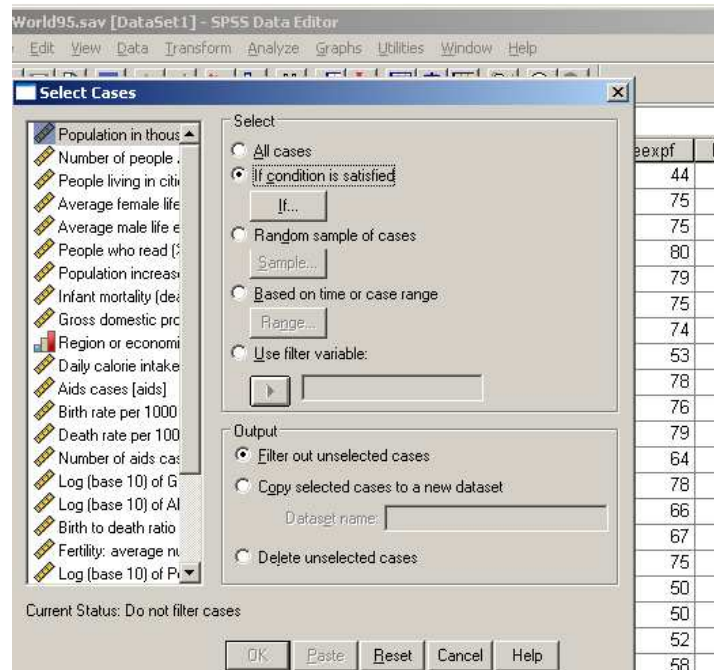 World95.sav [DataSet1] - SPSS Data Editor
Edit View Data Transform Analyze Graphs Utilities Window Help
Select Cases
Population in thous
Number of people .
People living in citi
Average female life
Average male life e
People who read (%
Population increas
Infant mortality (dea
Gross domestic pro
Region or economi
Daily calorie intake
Aids cases [aids]
Birth rate per 1000
Death rate per 100
Number of aids cas
Log (base 10) of G
Log (base 10) of AI
Birth to death ratio
Fertility: average nu
Log (base 10) of P
Current Status: Do not filter cases
Select
All cases
If condition is satisfied
If...
Random sample of cases
Sample...
Based on time or case range
Range...
Use filter variable:
Output
Filter out unselected cases
Copy selected cases to a new dataset
Dataset name:
Delete unselected cases
OK Paste Reset Cancel Help
eexpf
44
75
75
80
79
75
74
53
78
76
79
64
78
66
67
75
50
50
52
58